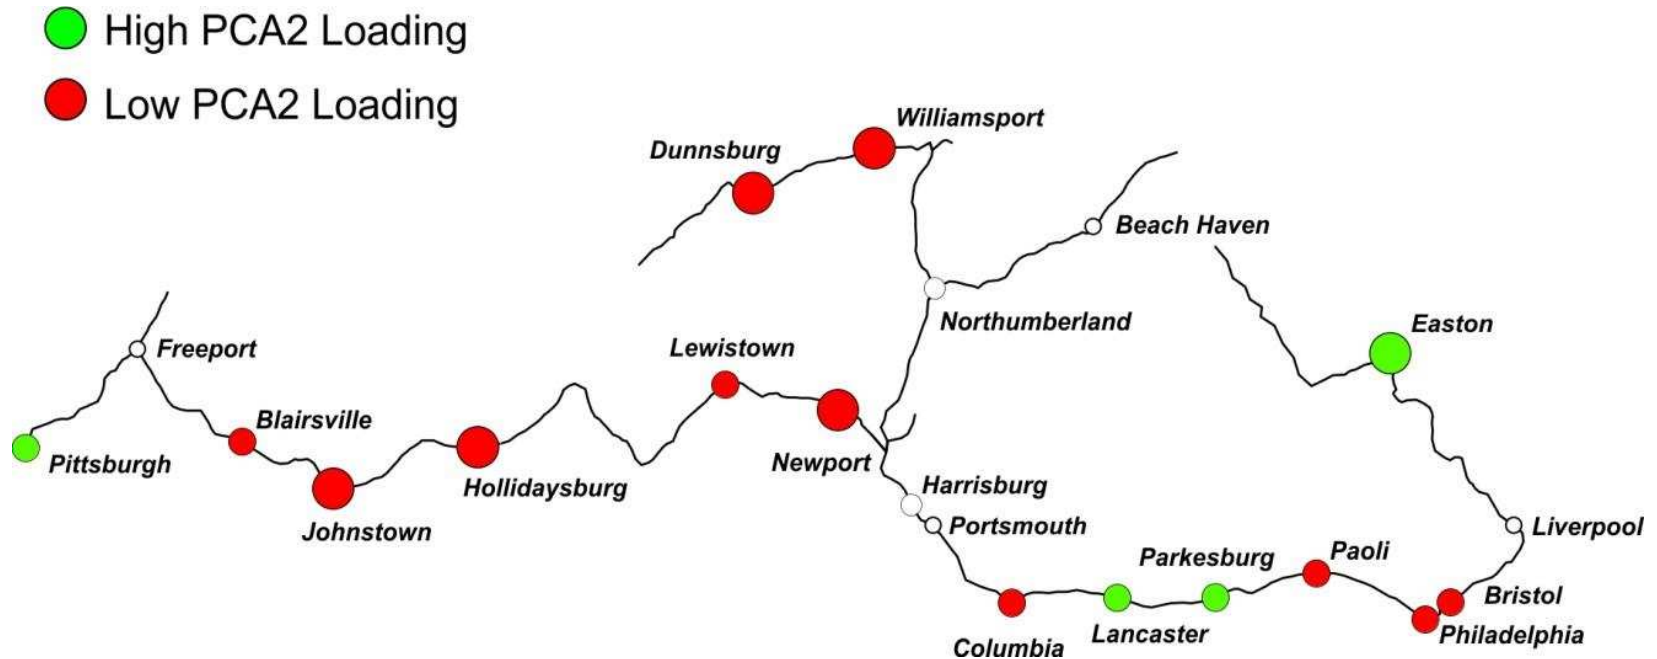 High PCA2 Loading
Low PCA2 Loading
Williamsport
Dunnsburg
Beach Haven
Northumberland
Easton
Freeport
Lewistown
Blairsville
Pittsburgh
Newport
Hollidaysburg
Harrisburg
Johnstown
Portsmouth
Liverpool
Parkesburg
Paoli
Bristol
Lancaster
Philadelphia
Columbia